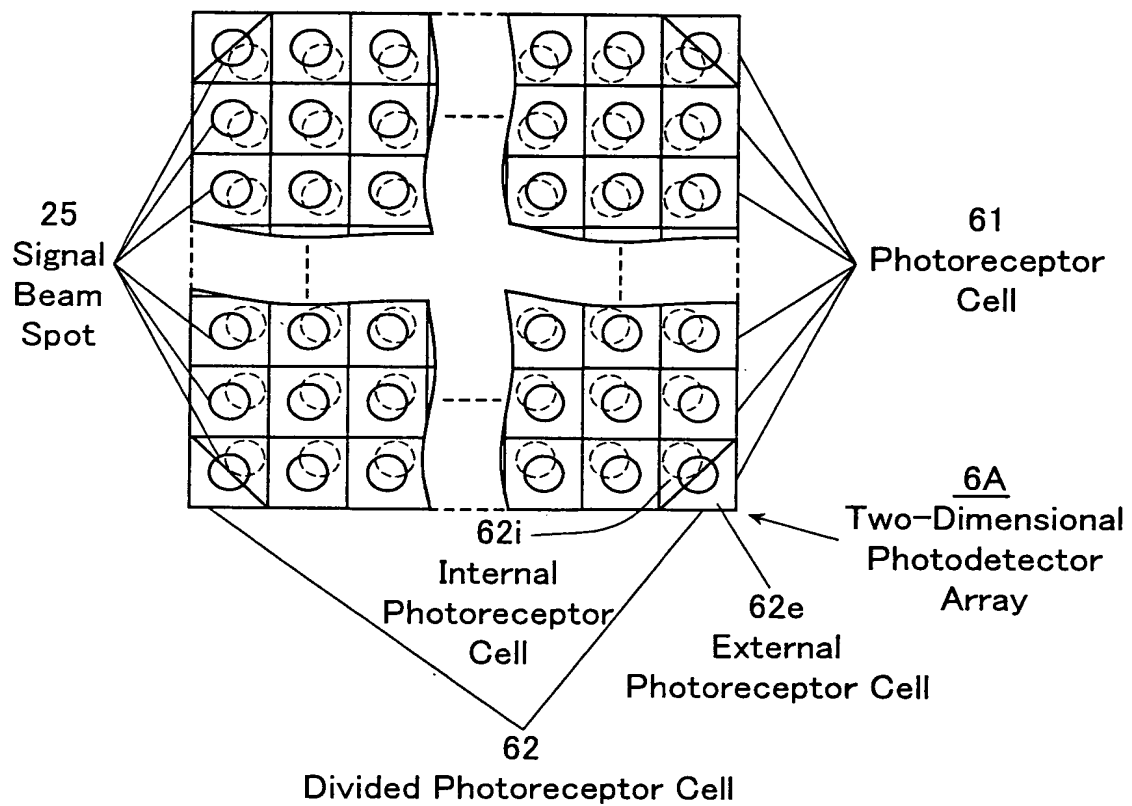 25
Signal
Beam
Spot
61
Photoreceptor
Cell
6A
Two-Dimensional
Photodetector
Array
62i
Internal
Photoreceptor
Cell
62e
External
Photoreceptor Cell
62
Divided Photoreceptor Cell